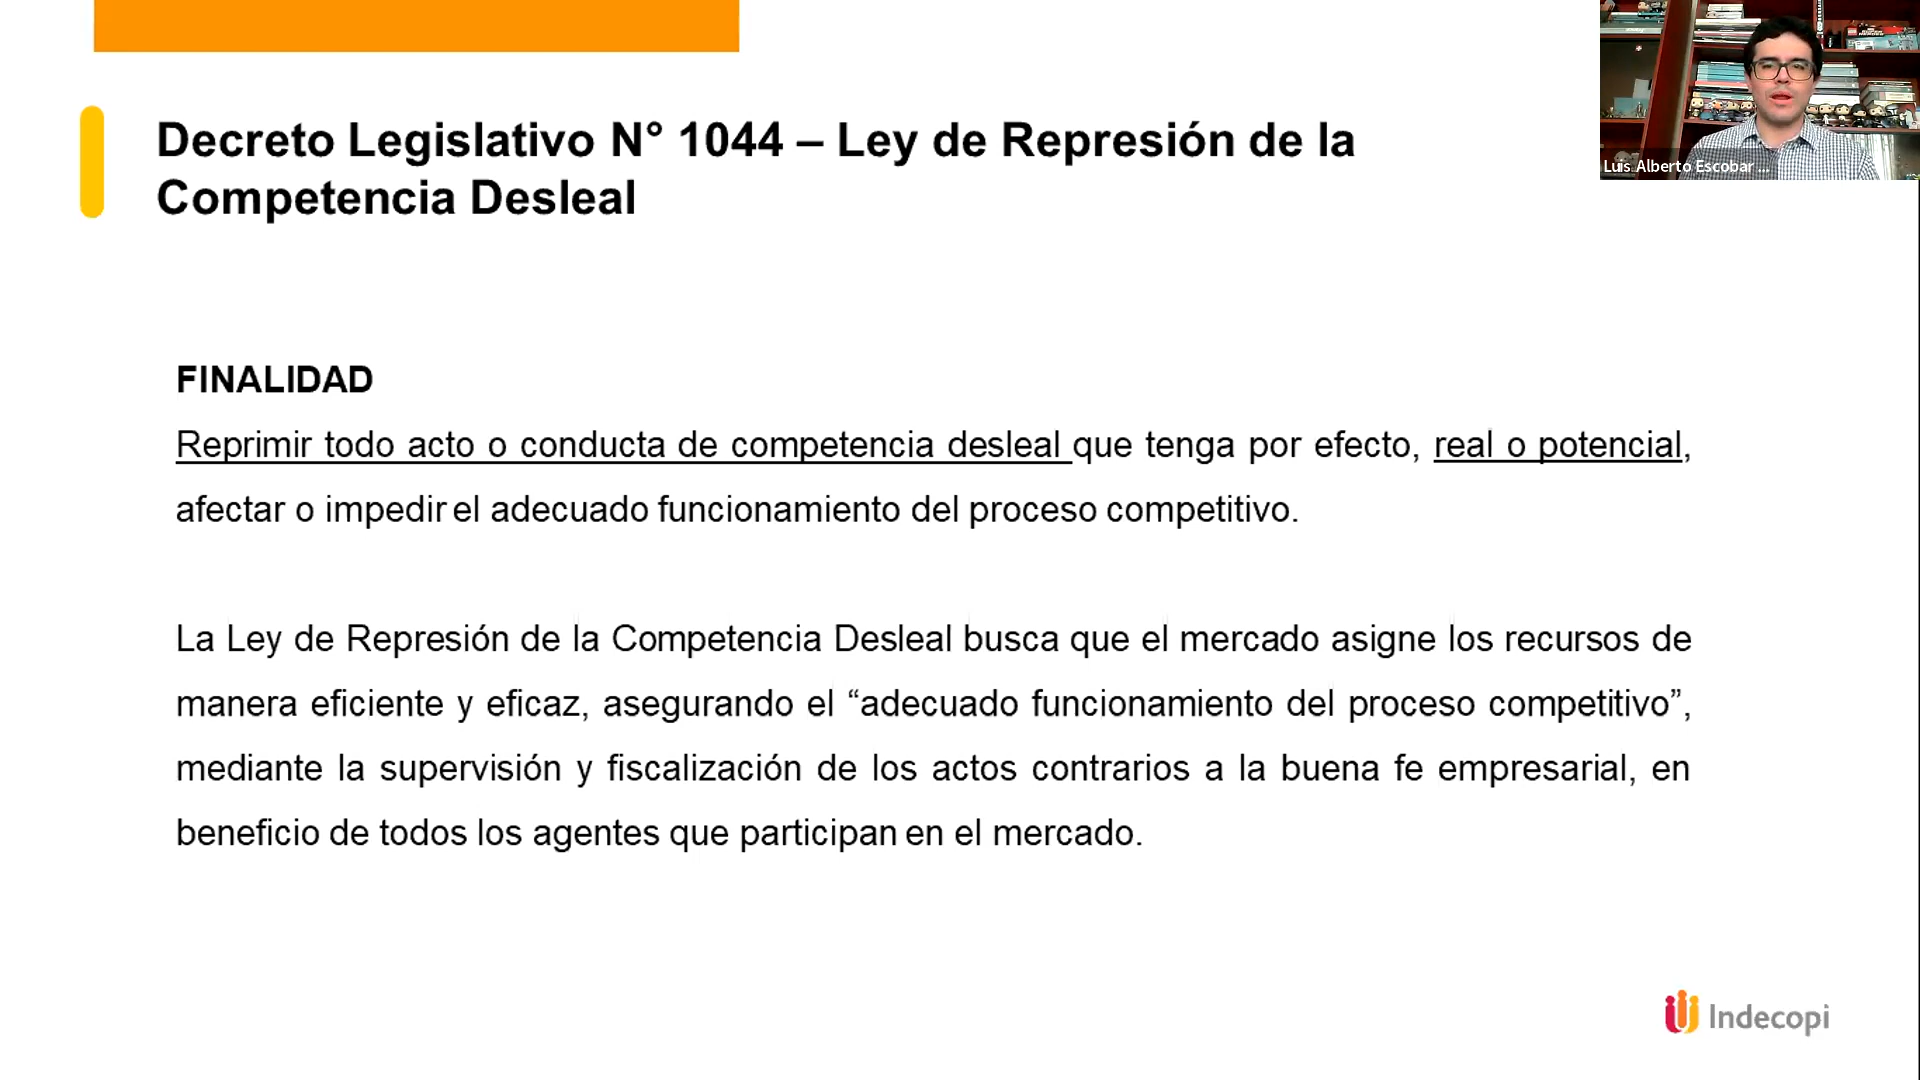 Decreto Legislativo N° 1044 – Ley de Represión de la
Competencia Desleal
Luis Alberto Escobar ...
FINALIDAD
Reprimir todo acto o conducta de competencia desleal que tenga por efecto, real o potencial,
afectar o impedir el adecuado funcionamiento del proceso competitivo.
La Ley de Represión de la Competencia Desleal busca que el mercado asigne los recursos de
manera eficiente y eficaz, asegurando el “adecuado funcionamiento del proceso competitivo”,
mediante la supervisión y fiscalización de los actos contrarios a la buena fe empresarial, en
beneficio de todos los agentes que participan en el mercado.
Indecopi